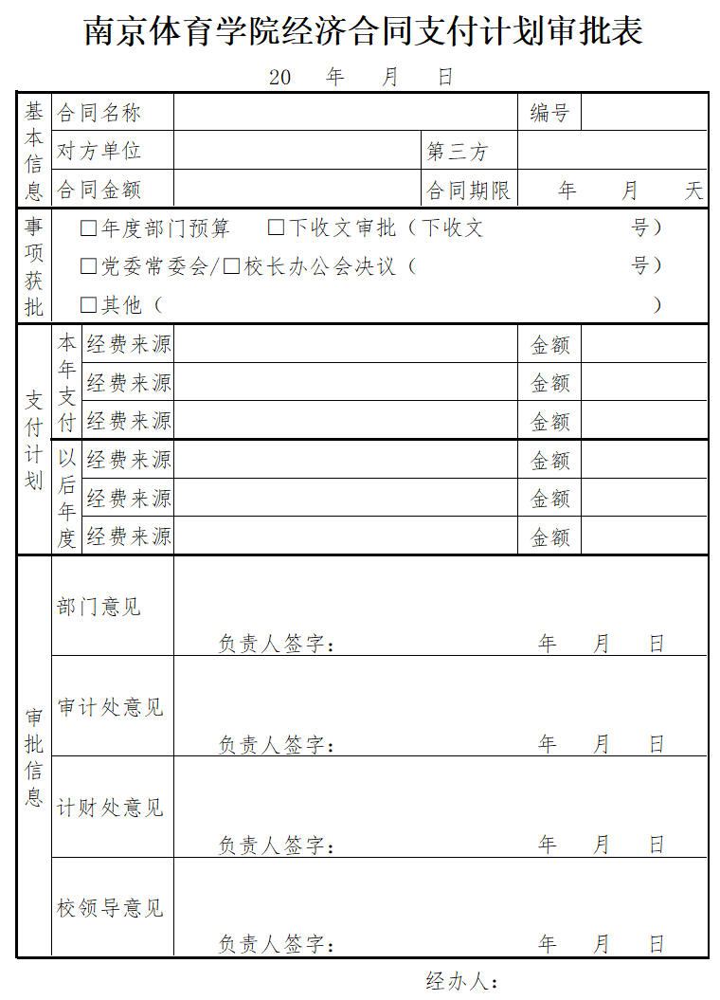 南京体育学院经济合同支付计划审批表
20 年 月 日
基本信息
合同名称 编号
对方单位 第三方
合同金额 合同期限 年 月 天
事项获批
□年度部门预算 □下收文审批（下收文 号）
□党委常委会/□校长办公会决议（ 号）
□其他（ ）
支付计划
本年支付
经费来源 金额
经费来源 金额
经费来源 金额
以后年度
经费来源 金额
经费来源 金额
经费来源 金额
审批信息
部门意见
负责人签字： 年 月 日
审计处意见
负责人签字： 年 月 日
计财处意见
负责人签字： 年 月 日
校领导意见
负责人签字： 年 月 日
经办人：